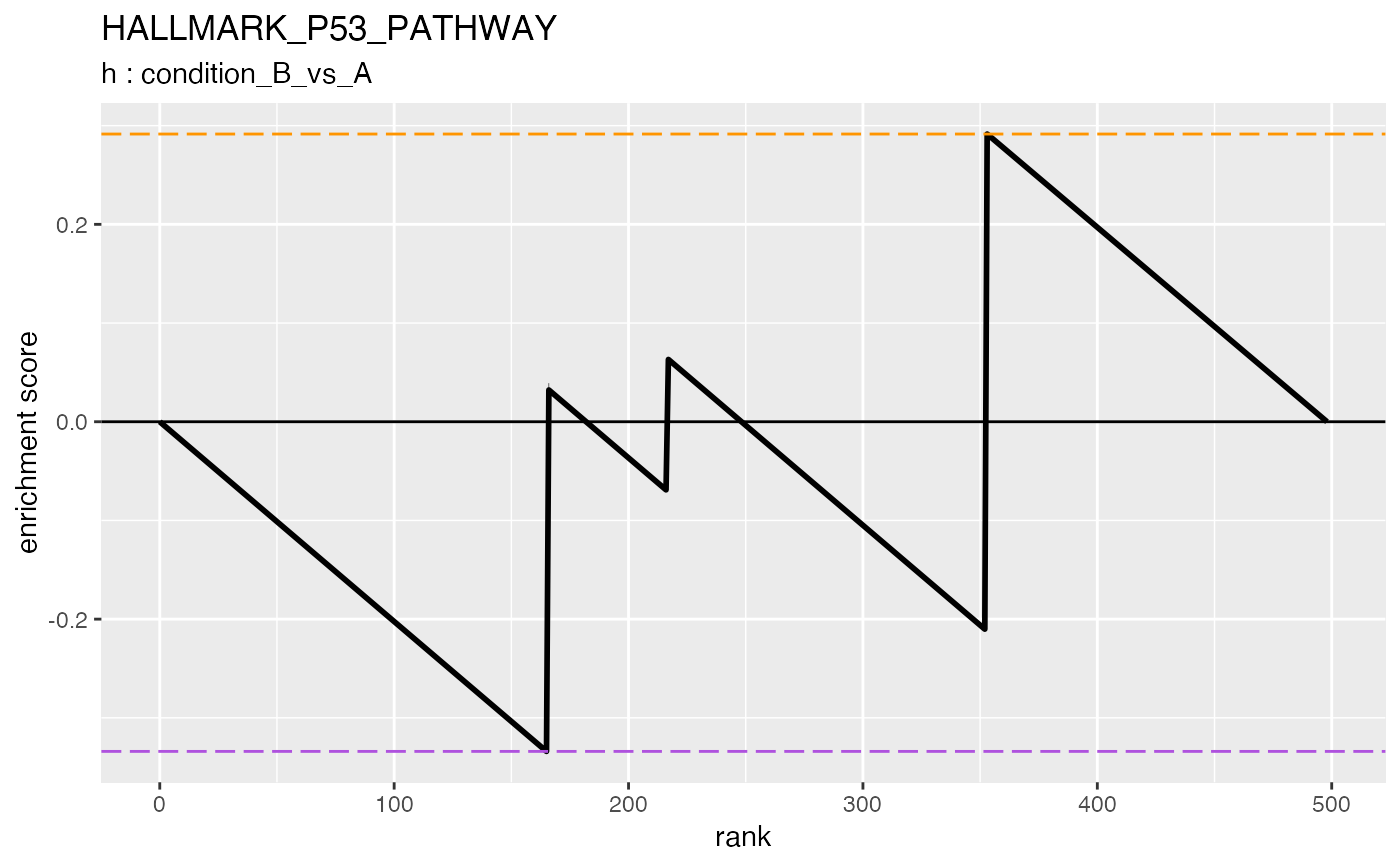 HALLMARK_P53_PATHWAY
h : condition_B_vs_A
enrichment score
0.2
0.0
-0.2
0 100 200 300 400 500
rank